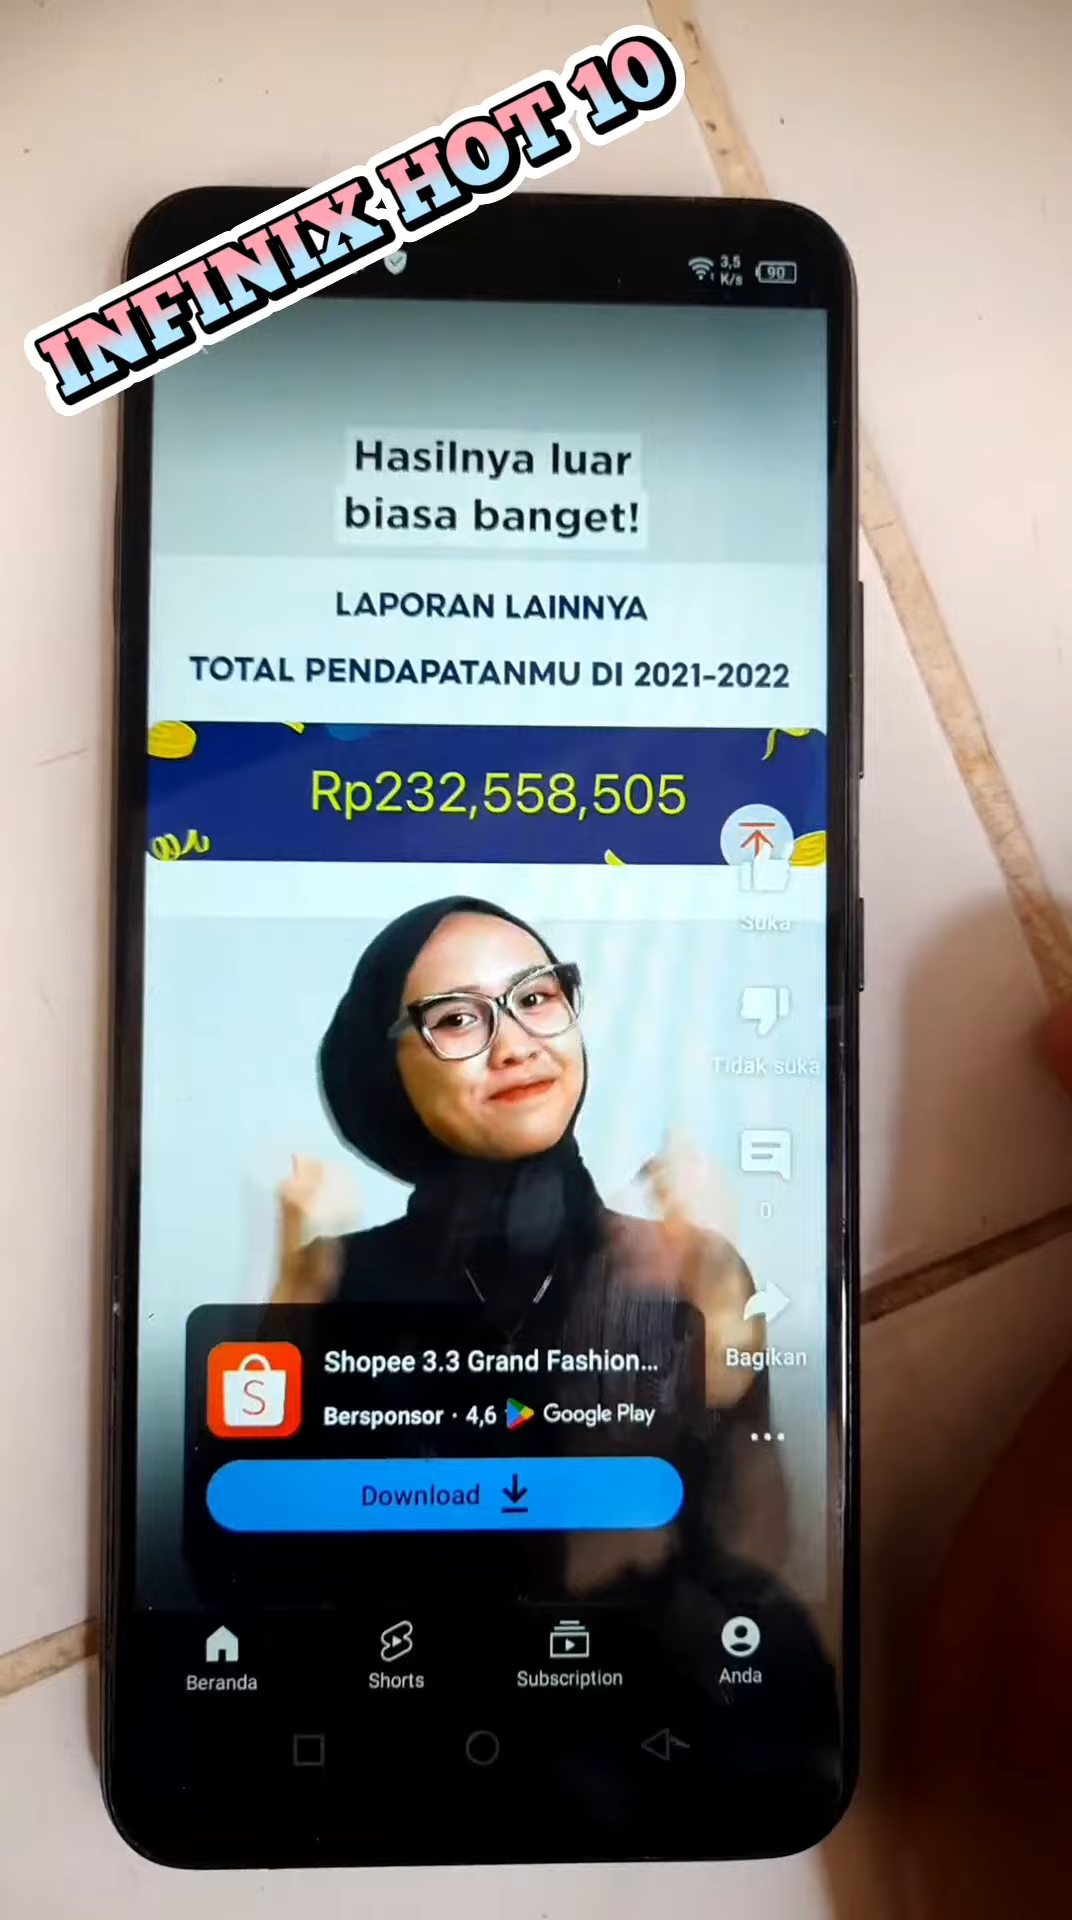 INFINIX HOT 10
3,5
K/s
90
Hasilnya luar
biasa banget!
LAPORAN LAINNYA
TOTAL PENDAPATANMU DI 2021-2022
Rp232,558,505
Suka
Tidak suka
0
Bagikan
Shopee 3.3 Grand Fashion...
Bersponsor · 4,6 Google Play
Download
Beranda
Shorts
Subscription
Anda